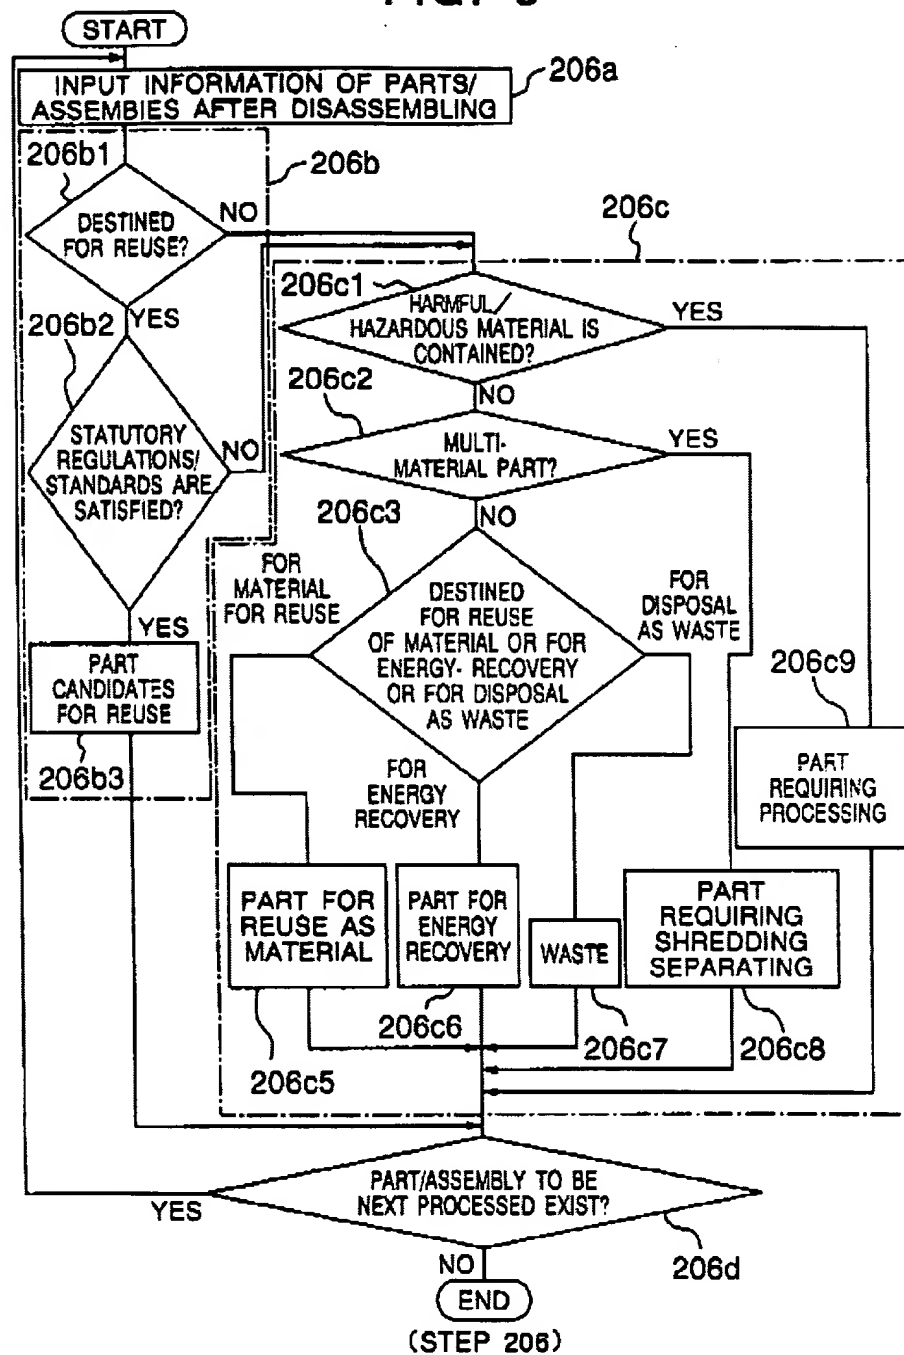 START
206a
INPUT INFORMATION OF PARTS/
ASSEMBIES AFTER DISASSEMBLING
206b1
206b
DESTINED
FOR REUSE?
NO
YES
206b2
STATUTORY
REGULATIONS/
STANDARDS ARE
SATISFIED?
NO
YES
PART
CANDIDATES
FOR REUSE
206b3
206c
206c1
HARMFUL/
HAZARDOUS MATERIAL IS
CONTAINED?
YES
NO
206c2
MULTI-
MATERIAL PART?
YES
NO
206c3
FOR
MATERIAL
FOR REUSE
DESTINED
FOR REUSE
OF MATERIAL OR FOR
ENERGY- RECOVERY
OR FOR DISPOSAL
AS WASTE
FOR
DISPOSAL
AS WASTE
FOR
ENERGY
RECOVERY
206c9
PART
REQUIRING
PROCESSING
PART FOR
REUSE AS
MATERIAL
206c5
PART FOR
ENERGY
RECOVERY
206c6
WASTE
206c7
PART
REQUIRING
SHREDDING
SEPARATING
206c8
PART/ASSEMBLY TO BE
NEXT PROCESSED EXIST?
YES
206d
NO
END
(STEP 206)